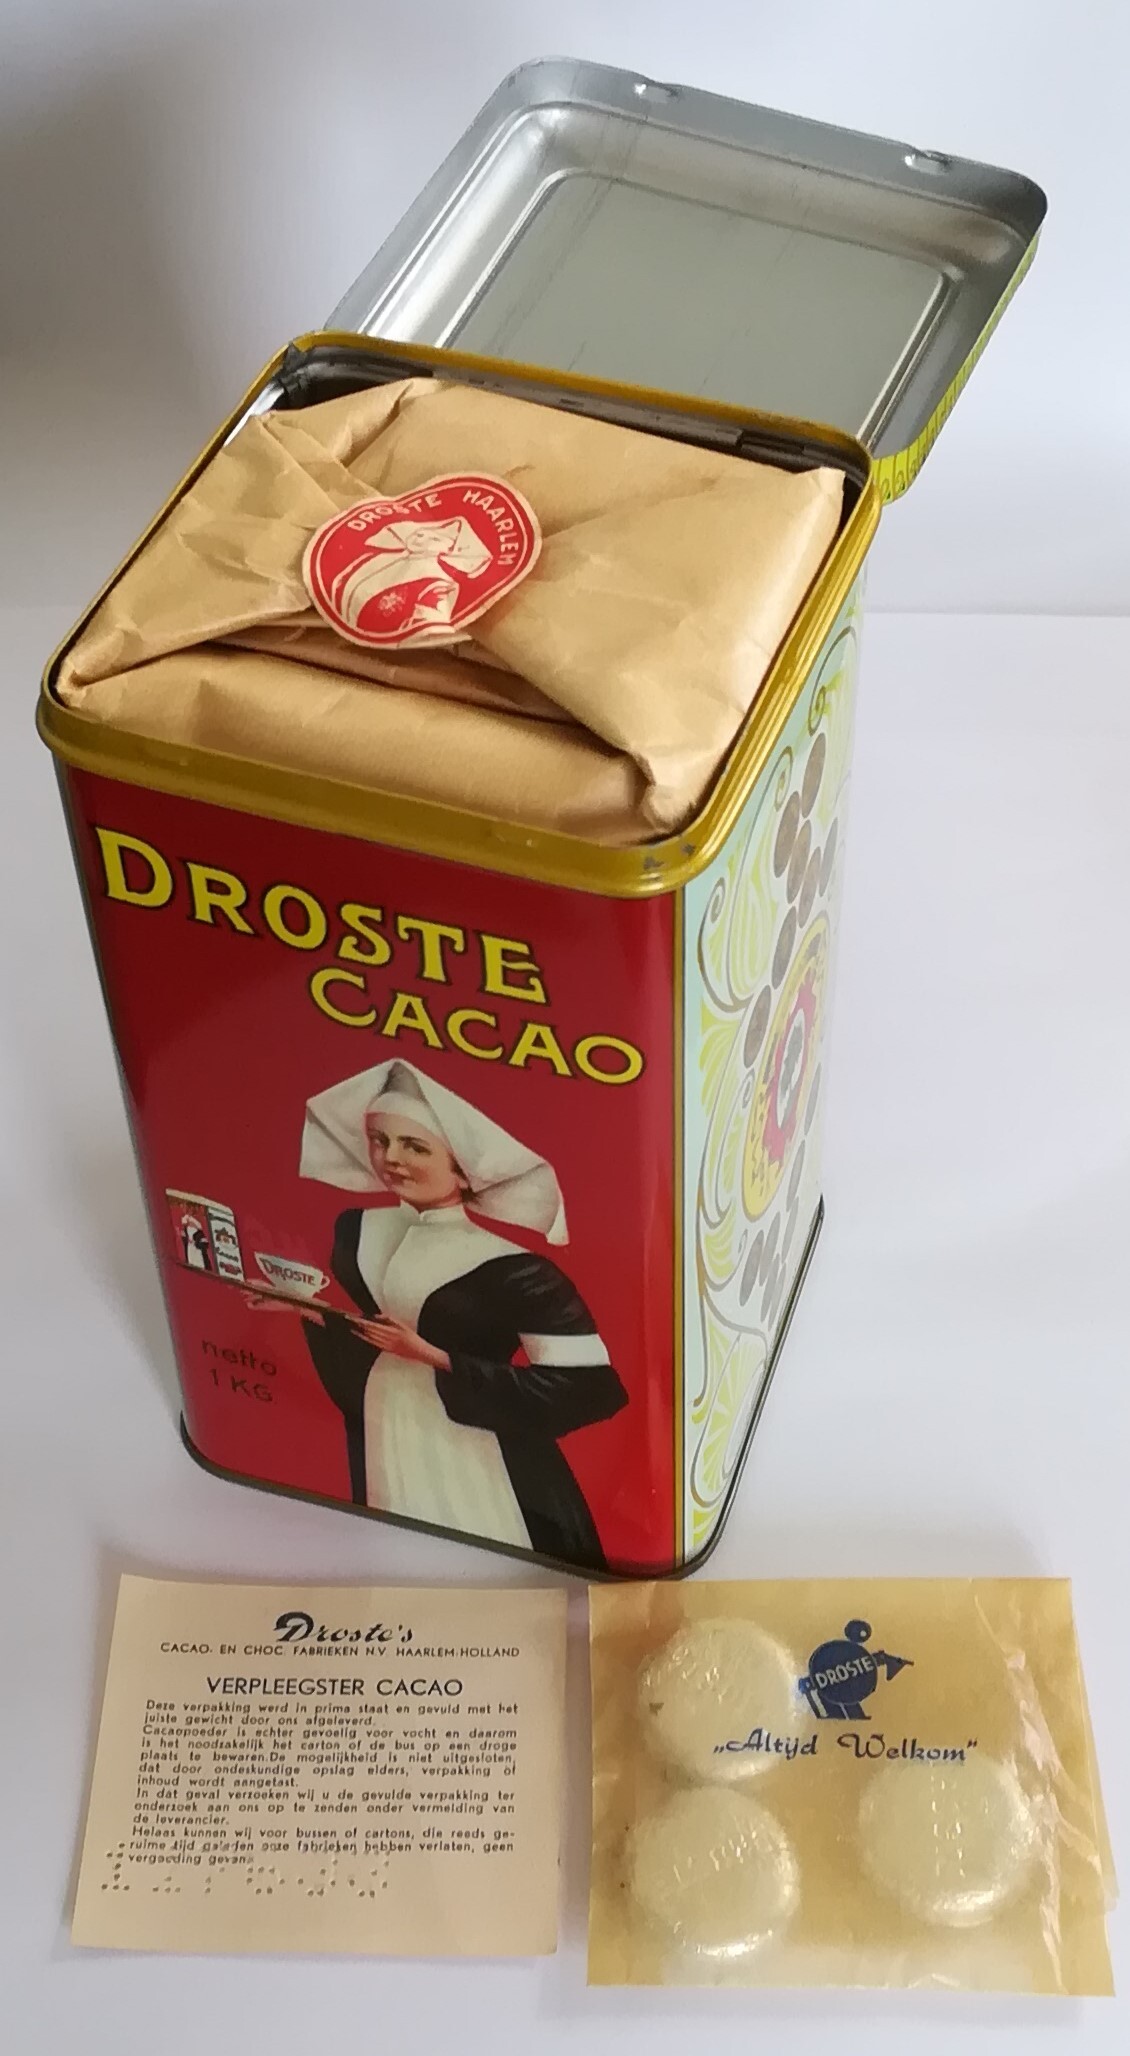 DROSTE HAARLEM
DROSTE
CACAO
DROSTE
netto
1 KG
Droste's
CACAO- EN CHOC. FABRIEKEN N.V. HAARLEM-HOLLAND
VERPLEEGSTER CACAO
Deze verpakking werd in prima staat en gevuld met het
juiste gewicht door ons afgeleverd.
Cacaopoeder is echter gevoelig voor vocht en daarom
is het noodzakelijk het carton of de bus op een droge
plaats te bewaren. De mogelijkheid is niet uitgesloten,
dat door ondeskundige opslag elders, verpakking of
inhoud wordt aangetast.
In dat geval verzoeken wij u de gevulde verpakking ter
onderzoek aan ons op te zenden onder vermelding van
de leverancier.
Helaas kunnen wij voor bussen of cartons, die reeds ge-
ruime tijd geleden onze fabrieken hebben verlaten, geen
vergoeding geven.
DROSTE
„Altijd Welkom"